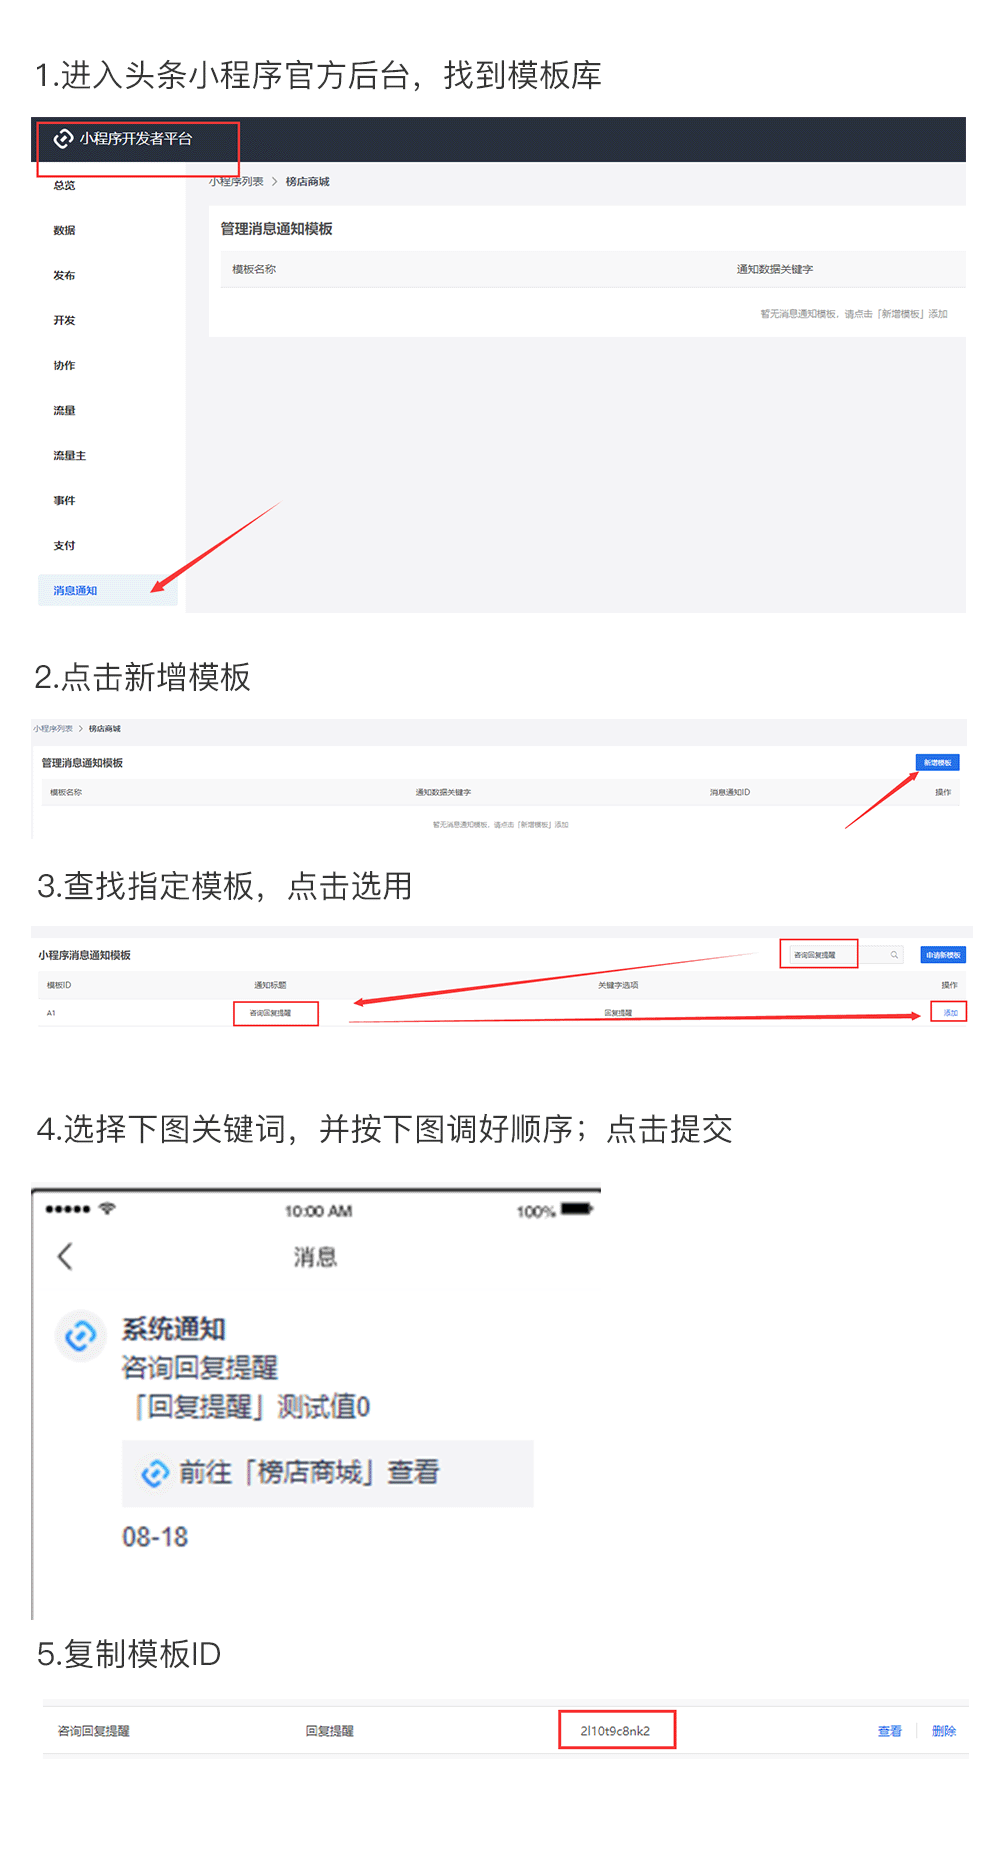 1.进入头条小程序官方后台，找到模板库
小程序开发者平台
总览
小程序列表 > 榜店商城
数据
管理消息通知模板
发布
模板名称 通知数据关键字
开发
暂无消息通知模板，请点击「新增模板」添加
协作
流量
流量主
事件
支付
消息通知
2.点击新增模板
小程序列表 > 榜店商城
管理消息通知模板 新增模板
模板名称 通知数据关键字 消息通知ID 操作
暂无消息通知模板，请点击「新增模板」添加
3.查找指定模板，点击选用
小程序消息通知模板 咨询回复提醒 申请新模板
模板ID 通知标题 关键字选项 操作
A1 咨询回复提醒 回复提醒 添加
4.选择下图关键词，并按下图调好顺序；点击提交
10:00 AM 100%
消息
系统通知
咨询回复提醒
「回复提醒」测试值0
前往「榜店商城」查看
08-18
5.复制模板ID
咨询回复提醒 回复提醒 2l10t9c8nk2 查看 删除